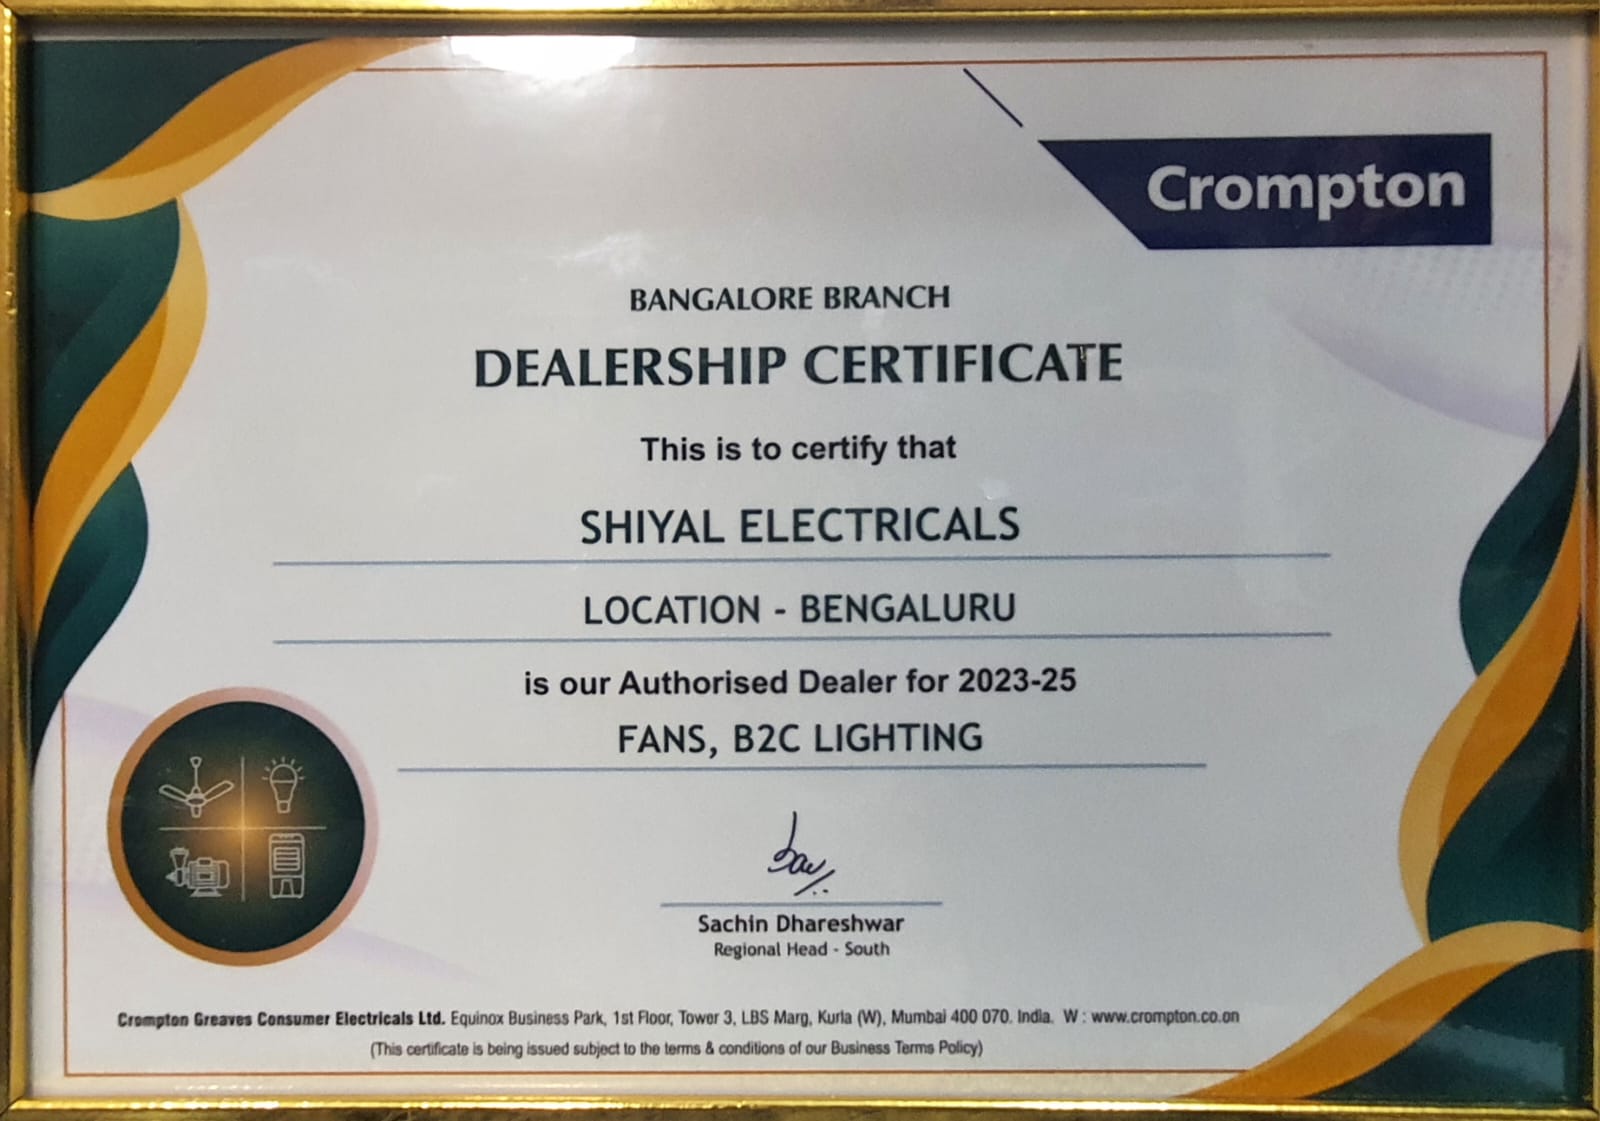 Crompton
BANGALORE BRANCH
DEALERSHIP CERTIFICATE
This is to certify that
SHIYAL ELECTRICALS
LOCATION - BENGALURU
is our Authorised Dealer for 2023-25
FANS, B2C LIGHTING
Sachin Dhareshwar
Regional Head - South
Crompton Greaves Consumer Electricals Ltd. Equinox Business Park, 1st Floor, Tower 3, LBS Marg, Kurla (W), Mumbai 400 070. India. W : www.crompton.co.on
(This certificate is being issued subject to the terms & conditions of our Business Terms Policy)